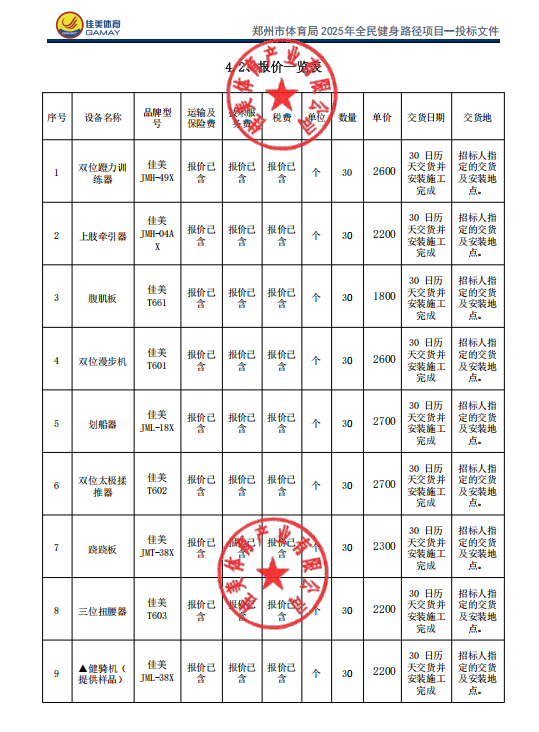 佳美体育
GAMAY
郑州市体育局 2025年全民健身路径项目—投标文件
4.2、报价一览表
序号 设备名称 品牌型号 运输及保险费 技术服务费 税费 单位 数量 单价 交货日期 交货地
1 双位蹬力训练器 佳美 JMH-49X 报价已含 报价已含 报价已含 个 30 2600 30 日历天交货并安装施工完成 招标人指定的交货及安装地点。
2 上肢牵引器 佳美 JMH-04AX 报价已含 报价已含 报价已含 个 30 2200 30 日历天交货并安装施工完成 招标人指定的交货及安装地点。
3 腹肌板 佳美 T661 报价已含 报价已含 报价已含 个 30 1800 30 日历天交货并安装施工完成 招标人指定的交货及安装地点。
4 双位漫步机 佳美 T601 报价已含 报价已含 报价已含 个 30 2600 30 日历天交货并安装施工完成 招标人指定的交货及安装地点。
5 划船器 佳美 JML-18X 报价已含 报价已含 报价已含 个 30 2700 30 日历天交货并安装施工完成 招标人指定的交货及安装地点。
6 双位太极揉推器 佳美 T602 报价已含 报价已含 报价已含 个 30 2700 30 日历天交货并安装施工完成 招标人指定的交货及安装地点。
7 跷跷板 佳美 JMT-38X 报价已含 报价已含 报价已含 个 30 2300 30 日历天交货并安装施工完成 招标人指定的交货及安装地点。
8 三位扭腰器 佳美 T603 报价已含 报价已含 报价已含 个 30 2200 30 日历天交货并安装施工完成 招标人指定的交货及安装地点。
9 ▲健骑机（提供样品） 佳美 JML-38X 报价已含 报价已含 报价已含 个 30 2200 30 日历天交货并安装施工完成 招标人指定的交货及安装地点。
美体育产业有限公司
美体育产业有限公司